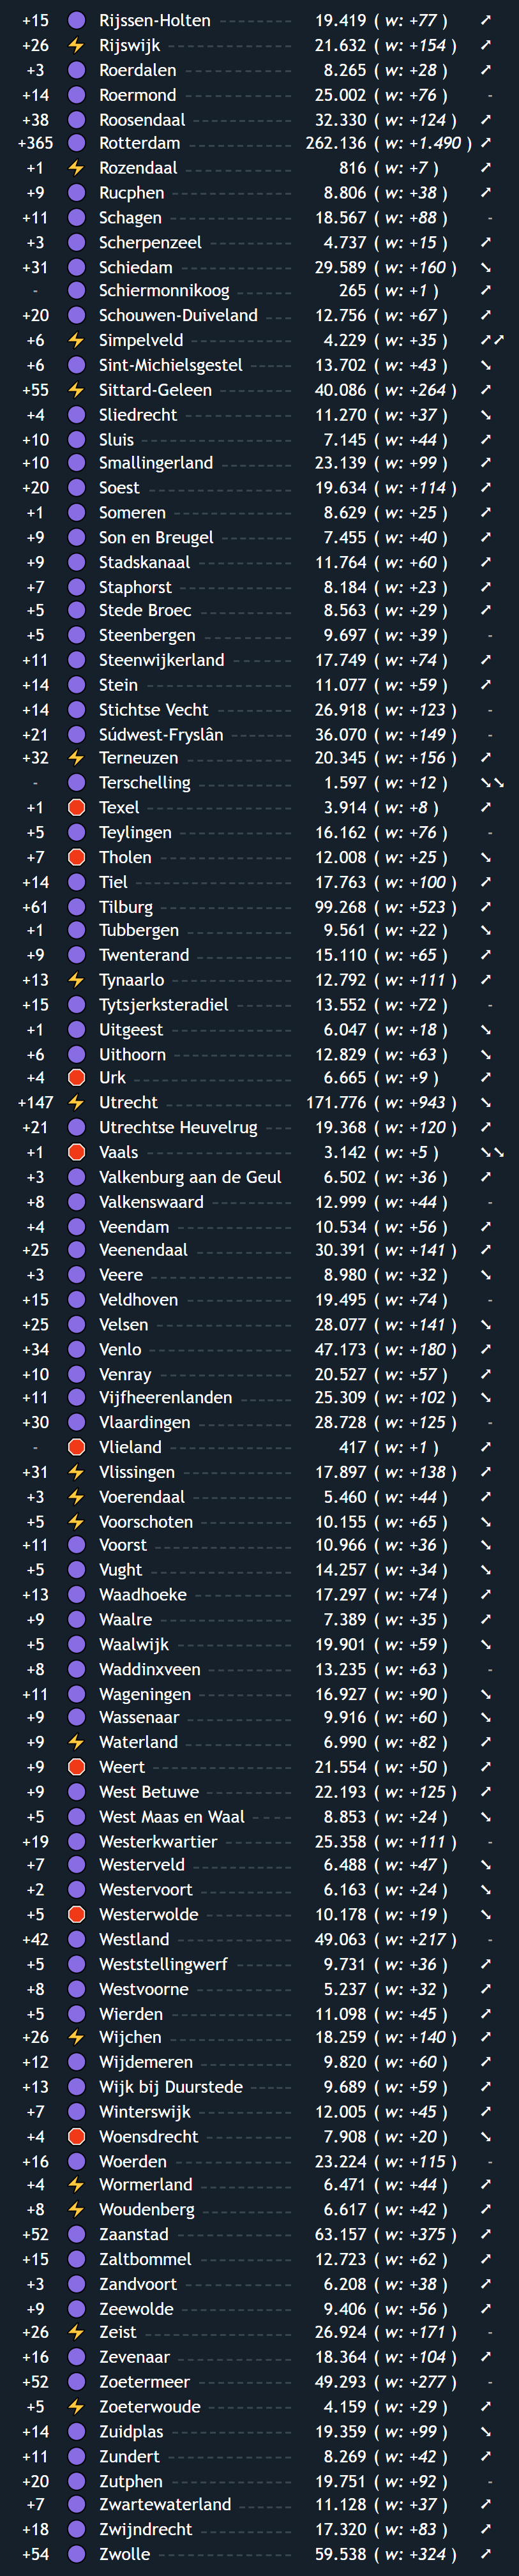 +15 Rijssen-Holten 19.419 ( w: +77 ) ➚
+26 ⚡ Rijswijk 21.632 ( w: +154 ) ➚
+3 Roerdalen 8.265 ( w: +28 ) ➚
+14 Roermond 25.002 ( w: +76 ) -
+38 Roosendaal 32.330 ( w: +124 ) ➚
+365 Rotterdam 262.136 ( w: +1.490 ) ➚
+1 ⚡ Rozendaal 816 ( w: +7 ) ➚
+9 Rucphen 8.806 ( w: +38 ) ➚
+11 Schagen 18.567 ( w: +88 ) -
+3 Scherpenzeel 4.737 ( w: +15 ) ➚
+31 Schiedam 29.589 ( w: +160 ) ➘
- Schiermonnikoog 265 ( w: +1 ) ➚
+20 Schouwen-Duiveland 12.756 ( w: +67 ) ➚
+6 ⚡ Simpelveld 4.229 ( w: +35 ) ➚➚
+6 Sint-Michielsgestel 13.702 ( w: +43 ) ➘
+55 ⚡ Sittard-Geleen 40.086 ( w: +264 ) ➚
+4 Sliedrecht 11.270 ( w: +37 ) ➘
+10 Sluis 7.145 ( w: +44 ) ➚
+10 Smallingerland 23.139 ( w: +99 ) ➚
+20 Soest 19.634 ( w: +114 ) ➚
+1 Someren 8.629 ( w: +25 ) ➚
+9 Son en Breugel 7.455 ( w: +40 ) ➚
+9 Stadskanaal 11.764 ( w: +60 ) ➚
+7 Staphorst 8.184 ( w: +23 ) ➚
+5 Stede Broec 8.563 ( w: +29 ) ➚
+5 Steenbergen 9.697 ( w: +39 ) -
+11 Steenwijkerland 17.749 ( w: +74 ) ➚
+14 Stein 11.077 ( w: +59 ) ➚
+14 Stichtse Vecht 26.918 ( w: +123 ) -
+21 Súdwest-Fryslân 36.070 ( w: +149 ) -
+32 ⚡ Terneuzen 20.345 ( w: +156 ) ➚
- Terschelling 1.597 ( w: +12 ) ➘➘
+1 Texel 3.914 ( w: +8 ) ➚
+5 Teylingen 16.162 ( w: +76 ) -
+7 Tholen 12.008 ( w: +25 ) ➘
+14 Tiel 17.763 ( w: +100 ) ➚
+61 Tilburg 99.268 ( w: +523 ) ➚
+1 Tubbergen 9.561 ( w: +22 ) ➘
+9 Twenterand 15.110 ( w: +65 ) ➚
+13 ⚡ Tynaarlo 12.792 ( w: +111 ) ➚
+15 Tytsjerksteradiel 13.552 ( w: +72 ) -
+1 Uitgeest 6.047 ( w: +18 ) ➘
+6 Uithoorn 12.829 ( w: +63 ) ➘
+4 Urk 6.665 ( w: +9 ) ➚
+147 ⚡ Utrecht 171.776 ( w: +943 ) ➘
+21 Utrechtse Heuvelrug 19.368 ( w: +120 ) ➚
+1 Vaals 3.142 ( w: +5 ) ➘➘
+3 Valkenburg aan de Geul 6.502 ( w: +36 ) ➚
+8 Valkenswaard 12.999 ( w: +44 ) -
+4 Veendam 10.534 ( w: +56 ) ➚
+25 Veenendaal 30.391 ( w: +141 ) ➚
+3 Veere 8.980 ( w: +32 ) ➘
+15 Veldhoven 19.495 ( w: +74 ) -
+25 Velsen 28.077 ( w: +141 ) ➘
+34 Venlo 47.173 ( w: +180 ) ➚
+10 Venray 20.527 ( w: +57 ) ➚
+11 Vijfheerenlanden 25.309 ( w: +102 ) ➘
+30 Vlaardingen 28.728 ( w: +125 ) -
- Vlieland 417 ( w: +1 ) ➚
+31 ⚡ Vlissingen 17.897 ( w: +138 ) ➚
+3 ⚡ Voerendaal 5.460 ( w: +44 ) ➚
+5 ⚡ Voorschoten 10.155 ( w: +65 ) ➘
+11 Voorst 10.966 ( w: +36 ) ➘
+5 Vught 14.257 ( w: +34 ) ➘
+13 Waadhoeke 17.297 ( w: +74 ) ➚
+9 Waalre 7.389 ( w: +35 ) ➚
+5 Waalwijk 19.901 ( w: +59 ) ➘
+8 Waddinxveen 13.235 ( w: +63 ) -
+11 Wageningen 16.927 ( w: +90 ) ➘
+9 Wassenaar 9.916 ( w: +60 ) ➘
+9 ⚡ Waterland 6.990 ( w: +82 ) ➚
+9 Weert 21.554 ( w: +50 ) ➚
+9 West Betuwe 22.193 ( w: +125 ) ➚
+5 West Maas en Waal 8.853 ( w: +24 ) ➘
+19 Westerkwartier 25.358 ( w: +111 ) -
+7 Westerveld 6.488 ( w: +47 ) ➘
+2 Westervoort 6.163 ( w: +24 ) ➘
+5 Westerwolde 10.178 ( w: +19 ) ➘
+42 Westland 49.063 ( w: +217 ) -
+5 Weststellingwerf 9.731 ( w: +36 ) ➚
+8 Westvoorne 5.237 ( w: +32 ) ➚
+5 Wierden 11.098 ( w: +45 ) ➚
+26 ⚡ Wijchen 18.259 ( w: +140 ) ➚
+12 Wijdemeren 9.820 ( w: +60 ) ➚
+13 Wijk bij Duurstede 9.689 ( w: +59 ) ➚
+7 Winterswijk 12.005 ( w: +45 ) ➚
+4 Woensdrecht 7.908 ( w: +20 ) ➘
+16 Woerden 23.224 ( w: +115 ) -
+4 ⚡ Wormerland 6.471 ( w: +44 ) ➚
+8 ⚡ Woudenberg 6.617 ( w: +42 ) ➚
+52 Zaanstad 63.157 ( w: +375 ) ➚
+15 Zaltbommel 12.723 ( w: +62 ) ➚
+3 Zandvoort 6.208 ( w: +38 ) ➚
+9 Zeewolde 9.406 ( w: +56 ) ➚
+26 ⚡ Zeist 26.924 ( w: +171 ) -
+16 Zevenaar 18.364 ( w: +104 ) ➚
+52 Zoetermeer 49.293 ( w: +277 ) -
+5 ⚡ Zoeterwoude 4.159 ( w: +29 ) ➚
+14 Zuidplas 19.359 ( w: +99 ) ➘
+11 Zundert 8.269 ( w: +42 ) ➚
+20 Zutphen 19.751 ( w: +92 ) -
+7 Zwartewaterland 11.128 ( w: +37 ) ➚
+18 Zwijndrecht 17.320 ( w: +83 ) ➚
+54 Zwolle 59.538 ( w: +324 ) ➚